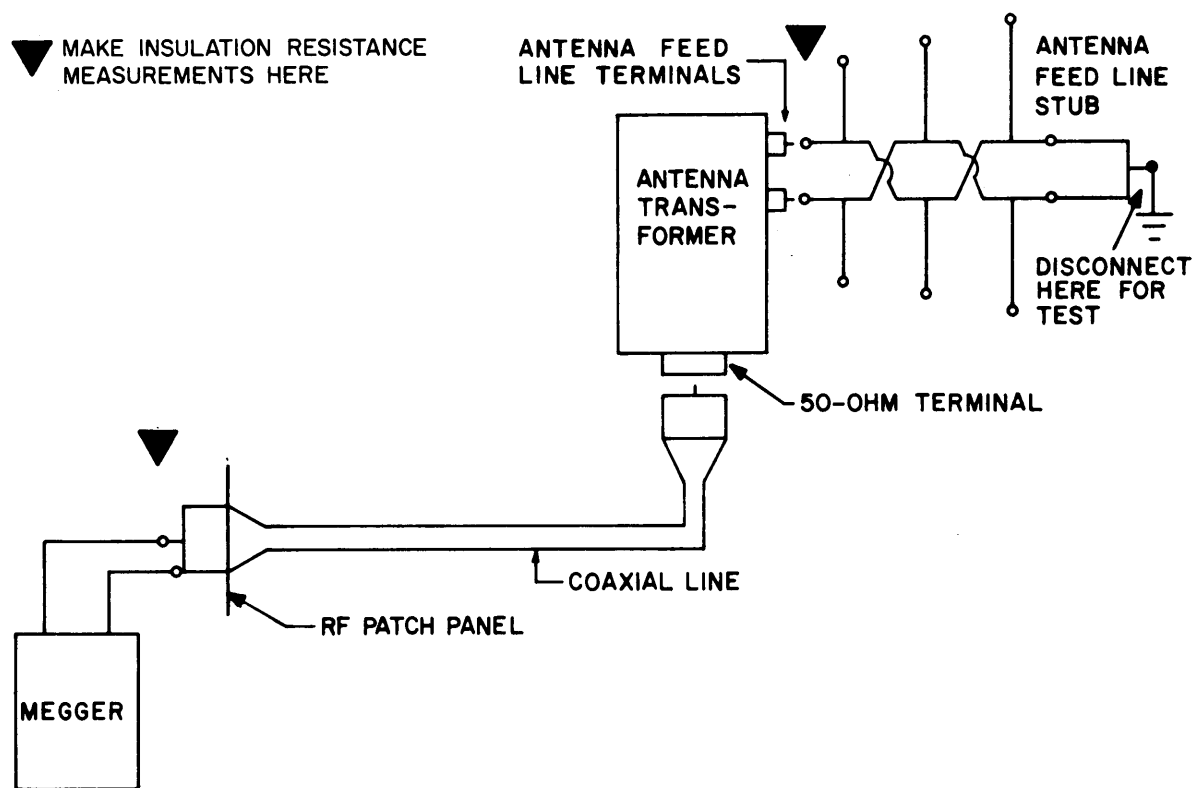 MAKE INSULATION RESISTANCE
MEASUREMENTS HERE
ANTENNA FEED
LINE TERMINALS
ANTENNA
FEED LINE
STUB
ANTENNA
TRANS-
FORMER
DISCONNECT
HERE FOR
TEST
50-OHM TERMINAL
COAXIAL LINE
RF PATCH PANEL
MEGGER